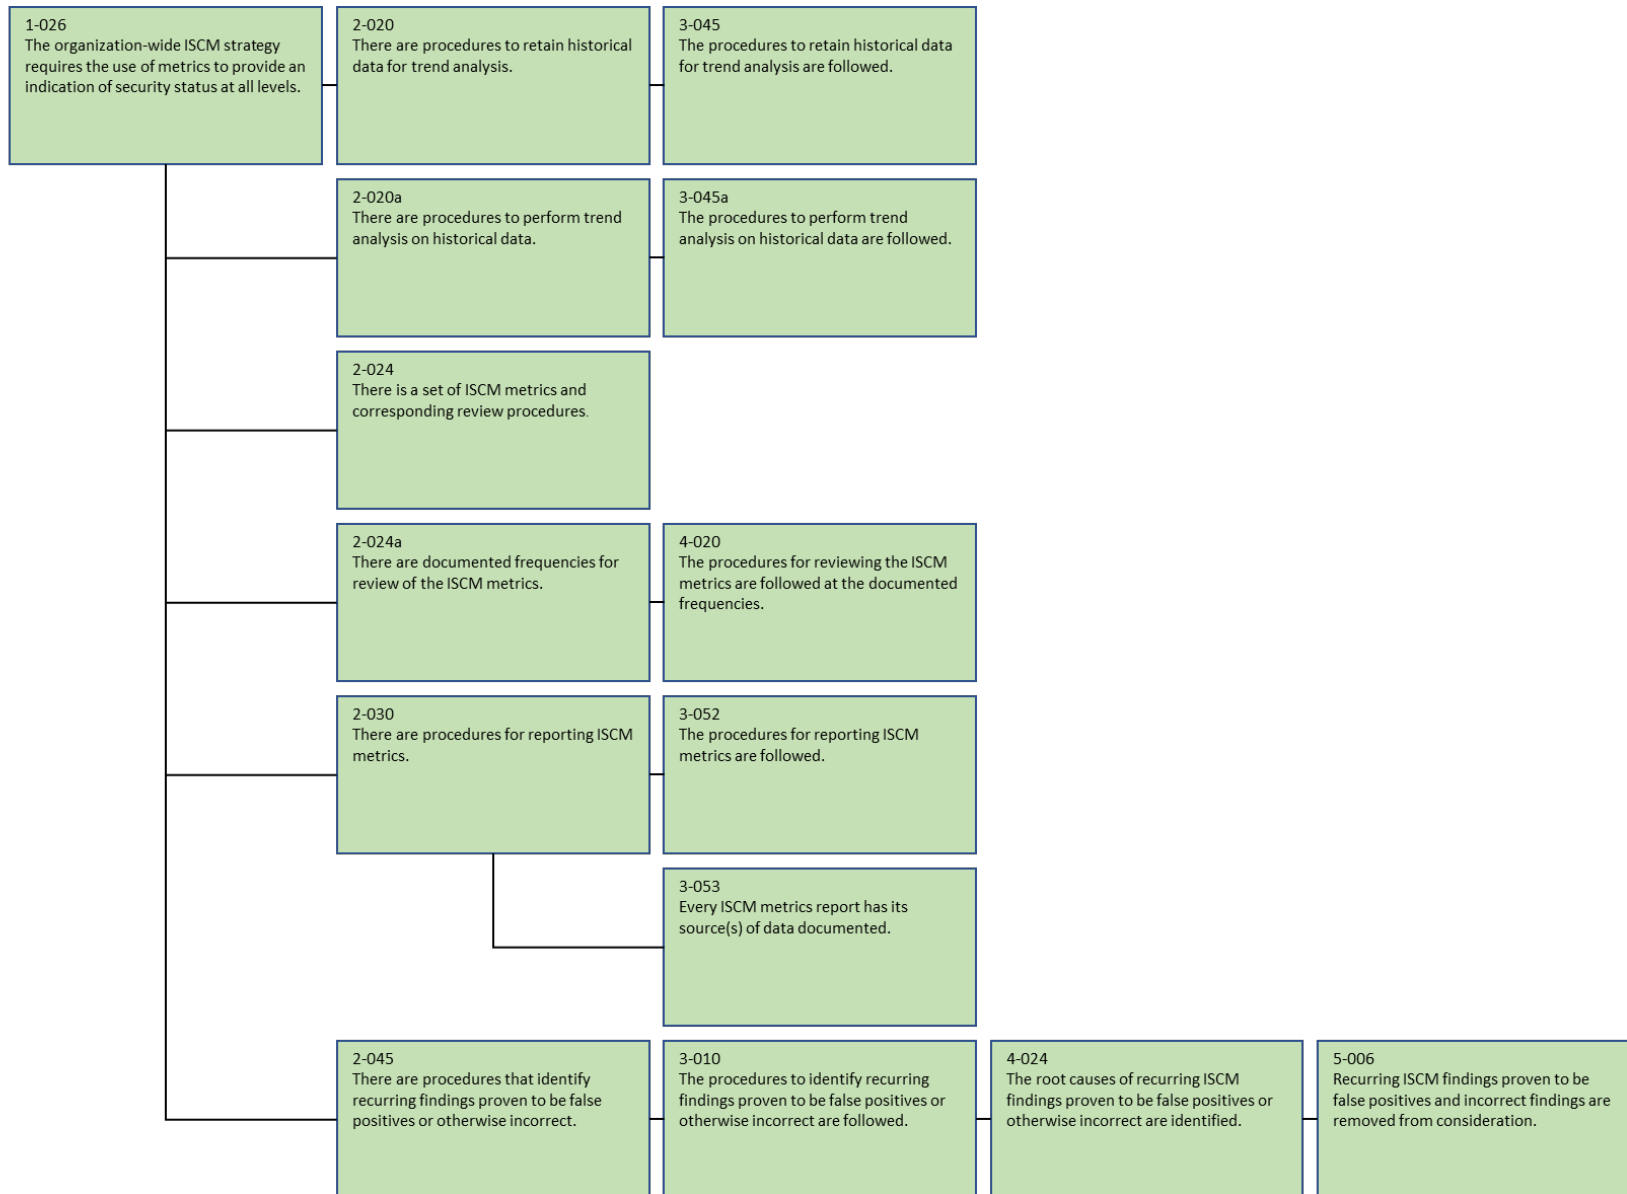 1-026
The organization-wide ISCM strategy
requires the use of metrics to provide an
indication of security status at all levels.
2-020
There are procedures to retain historical
data for trend analysis.
3-045
The procedures to retain historical data
for trend analysis are followed.
2-020a
There are procedures to perform trend
analysis on historical data.
3-045a
The procedures to perform trend
analysis on historical data are followed.
2-024
There is a set of ISCM metrics and
corresponding review procedures.
2-024a
There are documented frequencies for
review of the ISCM metrics.
4-020
The procedures for reviewing the ISCM
metrics are followed at the documented
frequencies.
2-030
There are procedures for reporting ISCM
metrics.
3-052
The procedures for reporting ISCM
metrics are followed.
3-053
Every ISCM metrics report has its
source(s) of data documented.
2-045
There are procedures that identify
recurring findings proven to be false
positives or otherwise incorrect.
3-010
The procedures to identify recurring
findings proven to be false positives or
otherwise incorrect are followed.
4-024
The root causes of recurring ISCM
findings proven to be false positives or
otherwise incorrect are identified.
5-006
Recurring ISCM findings proven to be
false positives and incorrect findings are
removed from consideration.